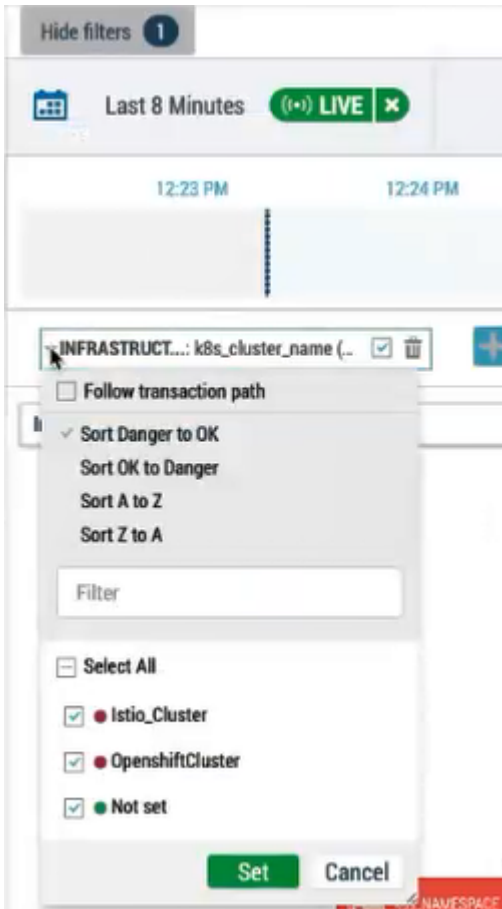 Hide filters 1
Last 8 Minutes LIVE ×
12:23 PM 12:24 PM
INFRASTRUCT...: k8s_cluster_name (...
Follow transaction path
Sort Danger to OK
Sort OK to Danger
Sort A to Z
Sort Z to A
Filter
Select All
Istio_Cluster
OpenshiftCluster
Not set
Set Cancel
NAMESPACE